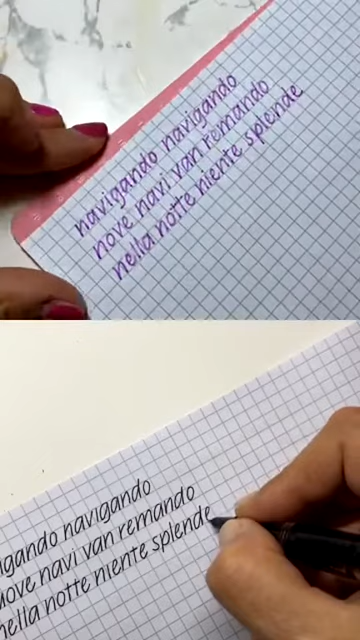 navigando navigando
nove navi van remando
nella notte niente splende
igando navigando
nove navi van remando
nella notte niente splende